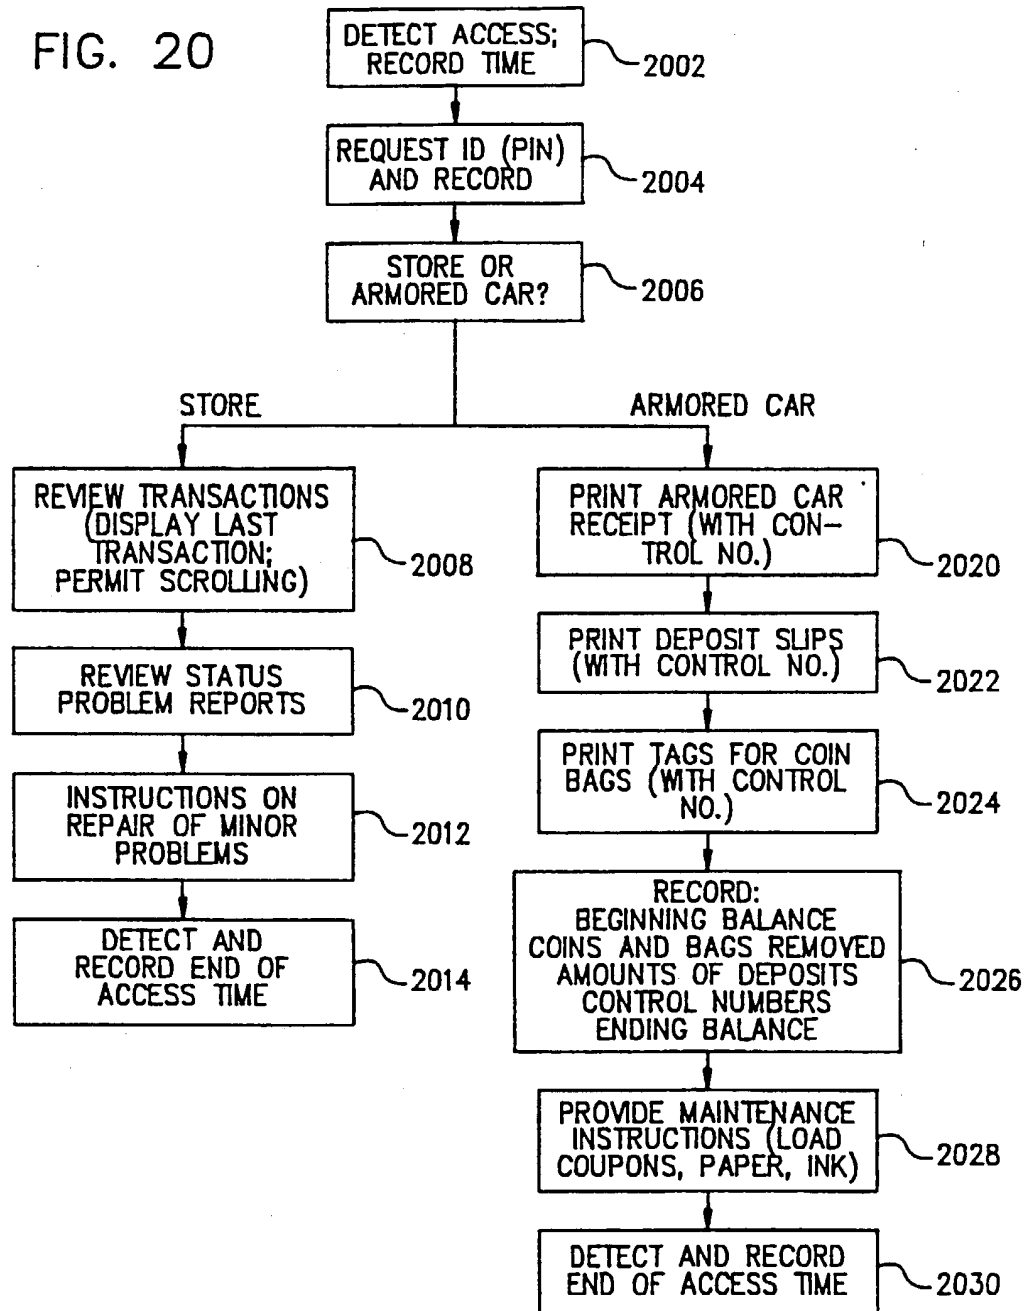 FIG. 20
DETECT ACCESS;
RECORD TIME
2002
REQUEST ID (PIN)
AND RECORD
2004
STORE OR
ARMORED CAR?
2006
STORE
ARMORED CAR
REVIEW TRANSACTIONS
(DISPLAY LAST
TRANSACTION;
PERMIT SCROLLING)
2008
REVIEW STATUS
PROBLEM REPORTS
2010
INSTRUCTIONS ON
REPAIR OF MINOR
PROBLEMS
2012
DETECT AND
RECORD END OF
ACCESS TIME
2014
PRINT ARMORED CAR
RECEIPT (WITH CON-
TROL NO.)
2020
PRINT DEPOSIT SLIPS
(WITH CONTROL NO.)
2022
PRINT TAGS FOR COIN
BAGS (WITH CONTROL
NO.)
2024
RECORD:
BEGINNING BALANCE
COINS AND BAGS REMOVED
AMOUNTS OF DEPOSITS
CONTROL NUMBERS
ENDING BALANCE
2026
PROVIDE MAINTENANCE
INSTRUCTIONS (LOAD
COUPONS, PAPER, INK)
2028
DETECT AND RECORD
END OF ACCESS TIME
2030